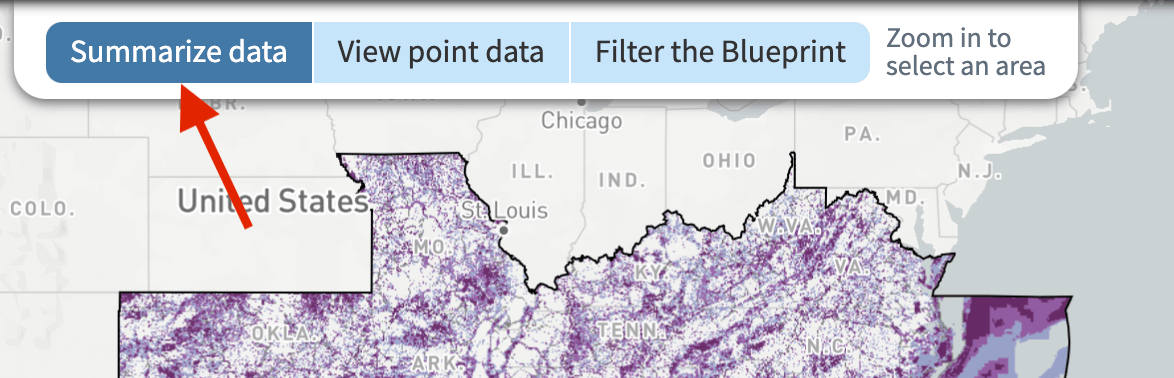 Summarize data
View point data
Filter the Blueprint
Zoom in to
select an area
BR.
Chicago
PA.
OHIO
ILL.
IND.
N.J.
United States
COLO.
MD.
St. Louis
W.VA.
MO.
KY.
VA.
OKLA.
TENN.
N.C.
ARK.